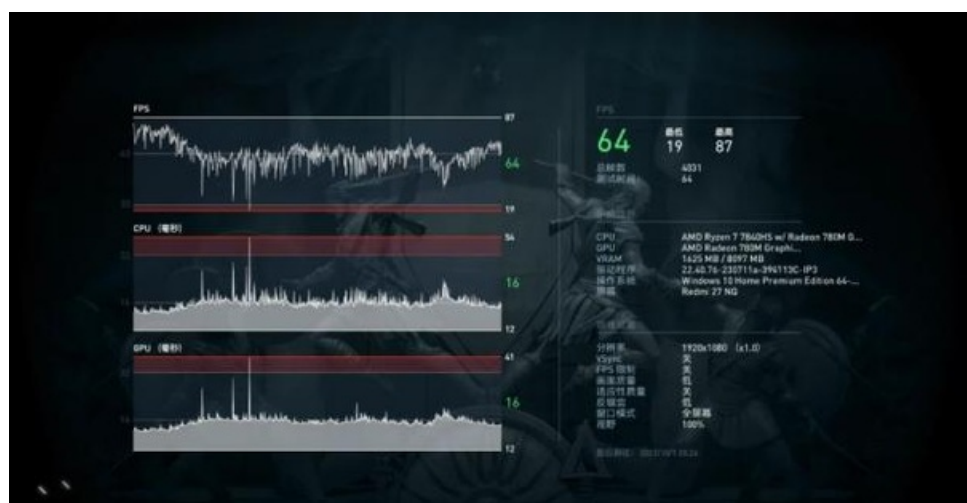 FPS
87
64
19
CPU (毫秒)
54
16
12
GPU (毫秒)
41
16
12
FPS
64
最低 最高
19 87
总帧数 4031
测试时间 64
CPU AMD Ryzen 7 7840HS w/ Radeon 780M G...
GPU AMD Radeon 780M Graphi...
VRAM 1625 MB / 8097 MB
驱动程序 22.40.76-230711a-394113C-IP3
操作系统 Windows 10 Home Premium Edition 64-...
屏幕 Redmi 27 NQ
分辨率 1920x1080 (x1.0)
VSync 关
FPS 限制 关
画面质量 低
适应性质量 关
反锯齿 低
窗口模式 全屏幕
视野 100%